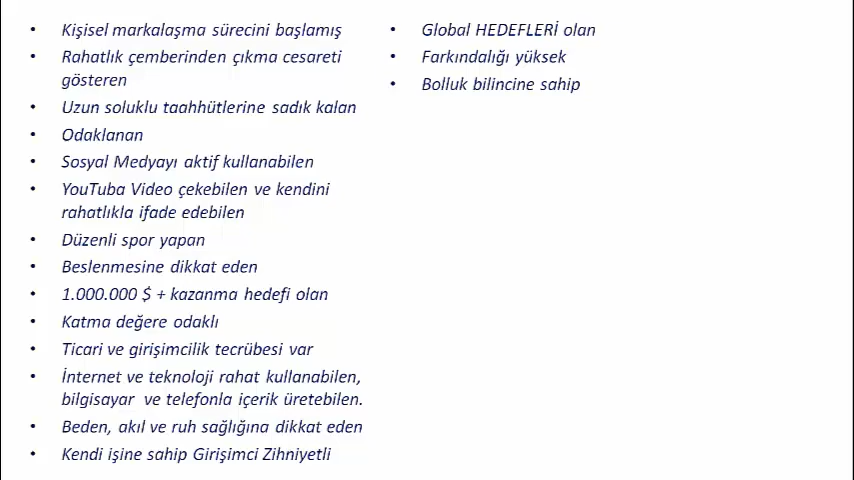 • Kişisel markalaşma sürecini başlamış
• Rahatlık çemberinden çıkma cesareti
gösteren
• Uzun soluklu taahhütlerine sadık kalan
• Odaklanan
• Sosyal Medyayı aktif kullanabilen
• YouTuba Video çekebilen ve kendini
rahatlıkla ifade edebilen
• Düzenli spor yapan
• Beslenmesine dikkat eden
• 1.000.000 $ + kazanma hedefi olan
• Katma değere odaklı
• Ticari ve girişimcilik tecrübesi var
• İnternet ve teknoloji rahat kullanabilen,
bilgisayar ve telefonla içerik üretebilen.
• Beden, akıl ve ruh sağlığına dikkat eden
• Kendi işine sahip Girişimci Zihniyetli
• Global HEDEFLERİ olan
• Farkındalığı yüksek
• Bolluk bilincine sahip